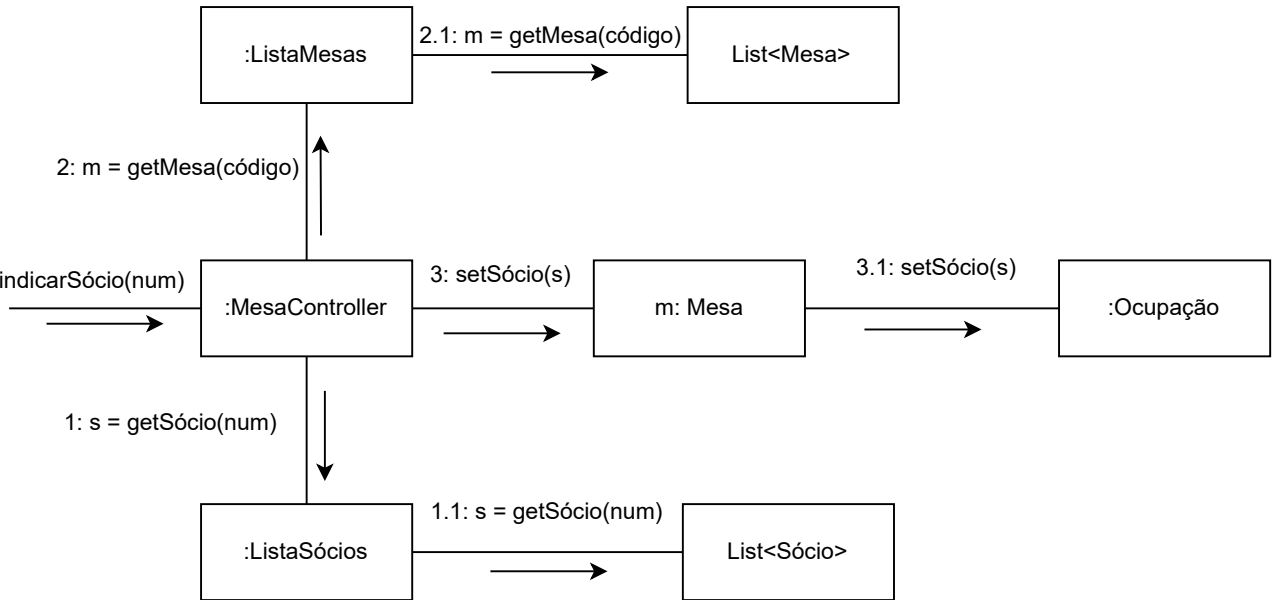 :ListaMesas
2.1: m = getMesa(código)
List<Mesa>
2: m = getMesa(código)
indicarSócio(num)
:MesaController
3: setSócio(s)
m: Mesa
3.1: setSócio(s)
:Ocupação
1: s = getSócio(num)
:ListaSócios
1.1: s = getSócio(num)
List<Sócio>